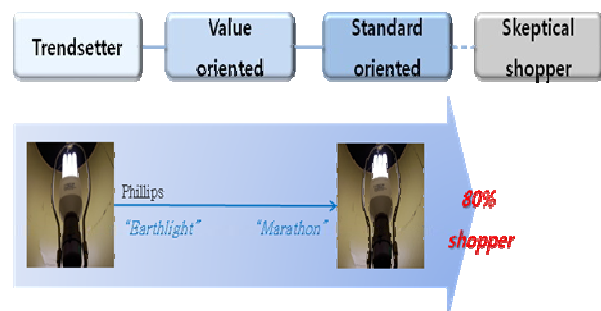 Trendsetter
Value
oriented
Standard
oriented
Skeptical
shopper
Phillips
"Earthlight"
"Marathon"
80%
shopper